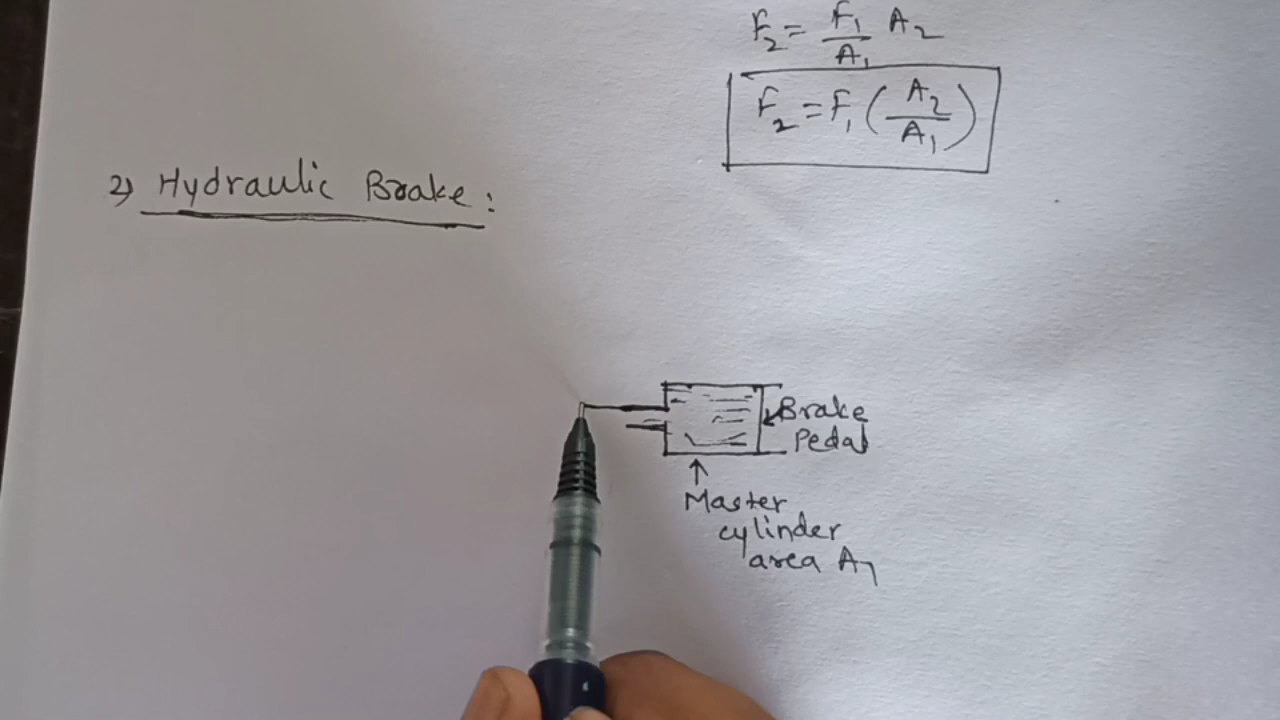 F₂ = F₁/A₁ A₂
F₂ = F₁ (A₂/A₁)
2) Hydraulic Brake:
Brake
Pedal
Master
cylinder
area A₁